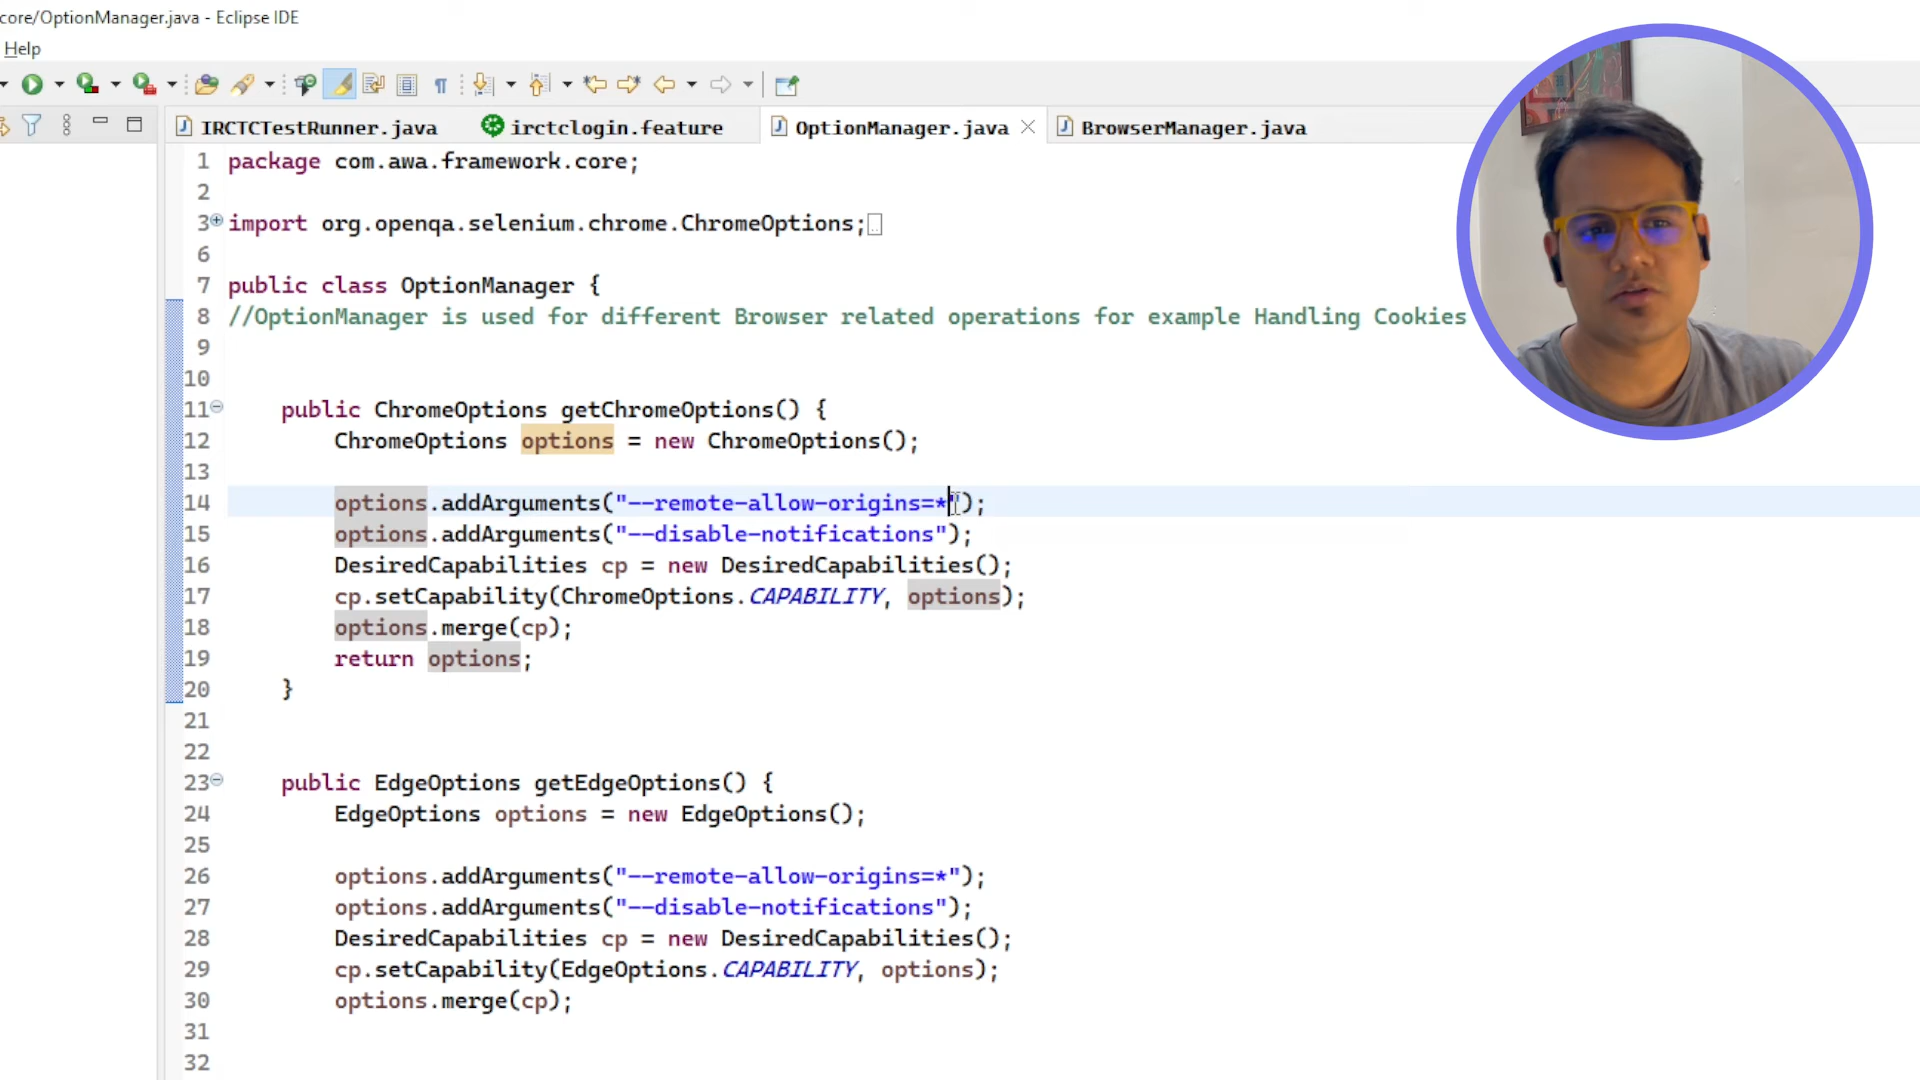 core/OptionManager.java - Eclipse IDE
Help
IRCTCTestRunner.java irctclogin.feature OptionManager.java BrowserManager.java
1 package com.awa.framework.core;
2
3 import org.openqa.selenium.chrome.ChromeOptions;
6
7 public class OptionManager {
8 //OptionManager is used for different Browser related operations for example Handling Cookies
9
10
11 public ChromeOptions getChromeOptions() {
12 ChromeOptions options = new ChromeOptions();
13
14 options.addArguments("--remote-allow-origins=*");
15 options.addArguments("--disable-notifications");
16 DesiredCapabilities cp = new DesiredCapabilities();
17 cp.setCapability(ChromeOptions.CAPABILITY, options);
18 options.merge(cp);
19 return options;
20 }
21
22
23 public EdgeOptions getEdgeOptions() {
24 EdgeOptions options = new EdgeOptions();
25
26 options.addArguments("--remote-allow-origins=*");
27 options.addArguments("--disable-notifications");
28 DesiredCapabilities cp = new DesiredCapabilities();
29 cp.setCapability(EdgeOptions.CAPABILITY, options);
30 options.merge(cp);
31
32